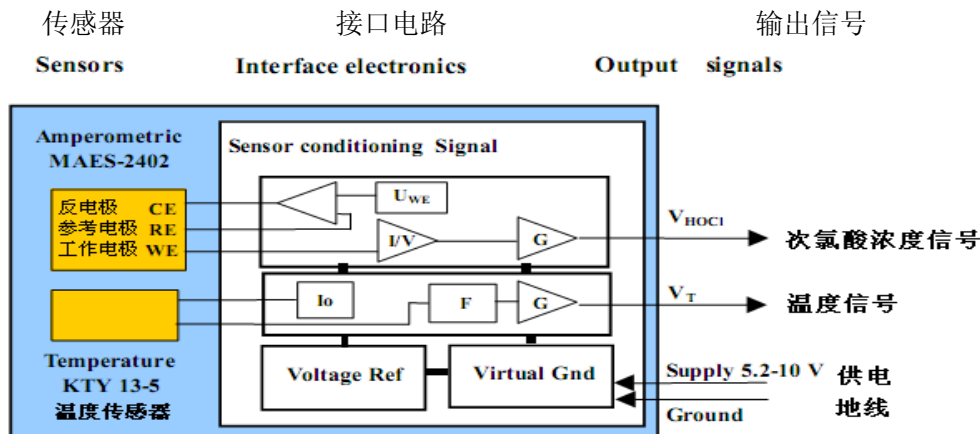 传感器 接口电路 输出信号
Sensors Interface electronics Output signals
Amperometric
MAES-2402
Sensor conditioning Signal
反电极 CE
参考电极 RE
工作电极 WE
UWE
I/V
G
VHOCl
次氯酸浓度信号
Io
F
G
VT
温度信号
Temperature
KTY 13-5
温度传感器
Voltage Ref
Virtual Gnd
Supply 5.2-10 V 供电
Ground 地线